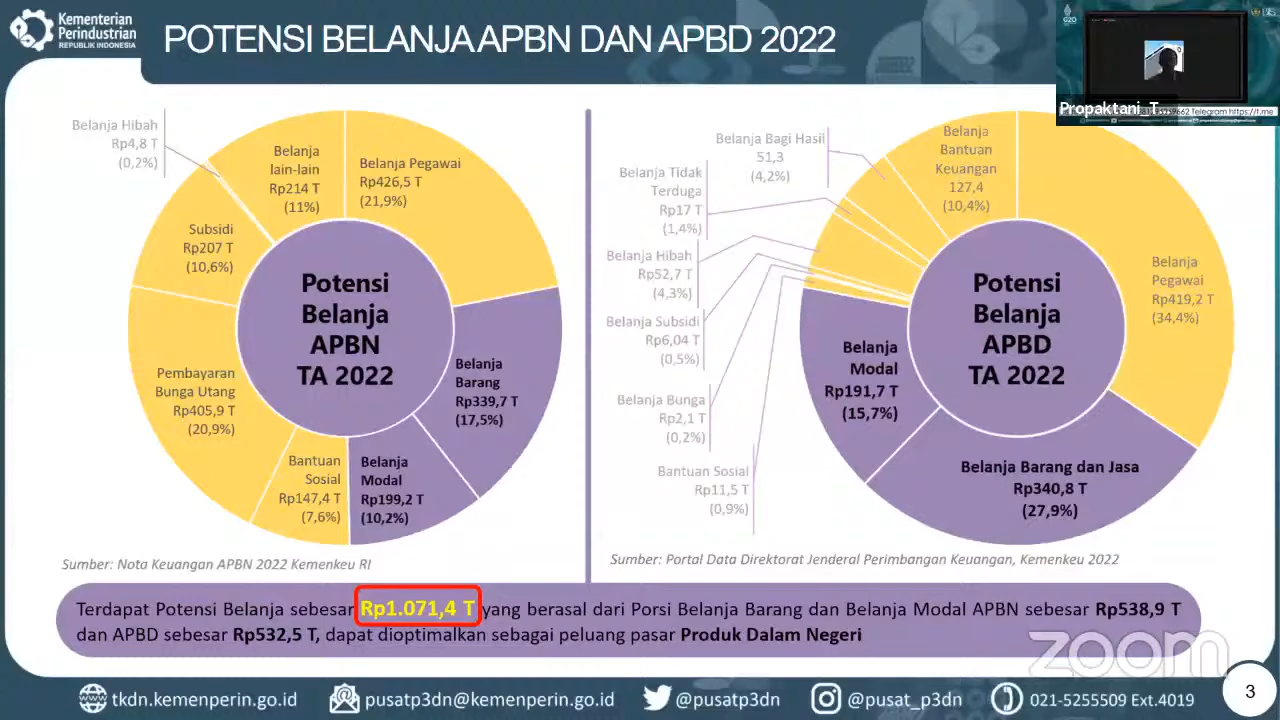 Kementerian
Perindustrian
REPUBLIK INDONESIA
POTENSI BELANJA APBN DAN APBD 2022
G20
Propaktani_T...
Telegram https://t.me
Belanja Hibah
Rp4,8 T
(0,2%)
Belanja
lain-lain
Rp214 T
(11%)
Belanja Pegawai
Rp426,5 T
(21,9%)
Subsidi
Rp207 T
(10,6%)
Potensi
Belanja
APBN
TA 2022
Belanja
Barang
Rp339,7 T
(17,5%)
Pembayaran
Bunga Utang
Rp405,9 T
(20,9%)
Bantuan
Sosial
Rp147,4 T
(7,6%)
Belanja
Modal
Rp199,2 T
(10,2%)
Sumber: Nota Keuangan APBN 2022 Kemenkeu RI
Belanja Bagi Hasil
51,3
(4,2%)
Belanja
Bantuan
Keuangan
127,4
(10,4%)
Belanja Tidak
Terduga
Rp17 T
(1,4%)
Belanja Hibah
Rp52,7 T
(4,3%)
Belanja Subsidi
Rp6,04 T
(0,5%)
Belanja Bunga
Rp2,1 T
(0,2%)
Bantuan Sosial
Rp11,5 T
(0,9%)
Potensi
Belanja
APBD
TA 2022
Belanja
Pegawai
Rp419,2 T
(34,4%)
Belanja
Modal
Rp191,7 T
(15,7%)
Belanja Barang dan Jasa
Rp340,8 T
(27,9%)
Sumber: Portal Data Direktorat Jenderal Perimbangan Keuangan, Kemenkeu 2022
Terdapat Potensi Belanja sebesar Rp1.071,4 T yang berasal dari Porsi Belanja Barang dan Belanja Modal APBN sebesar Rp538,9 T
dan APBD sebesar Rp532,5 T, dapat dioptimalkan sebagai peluang pasar Produk Dalam Negeri
zoom
tkdn.kemenperin.go.id
pusatp3dn@kemenperin.go.id
@pusatp3dn
@pusat_p3dn
021-5255509 Ext.4019
3